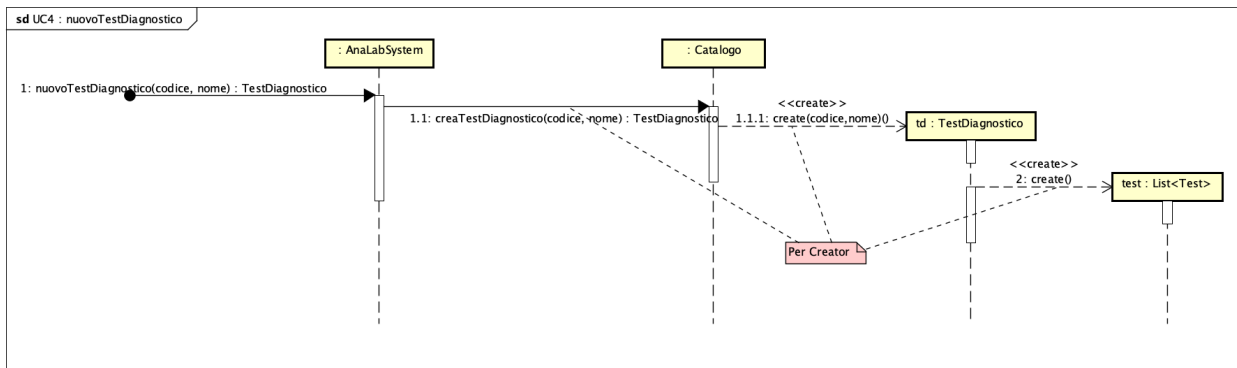 sd UC4 : nuovoTestDiagnostico
: AnaLabSystem
: Catalogo
1: nuovoTestDiagnostico(codice, nome) : TestDiagnostico
<<create>>
1.1: creaTestDiagnostico(codice, nome) : TestDiagnostico
1.1.1: create(codice,nome)()
td : TestDiagnostico
<<create>>
2: create()
test : List<Test>
Per Creator